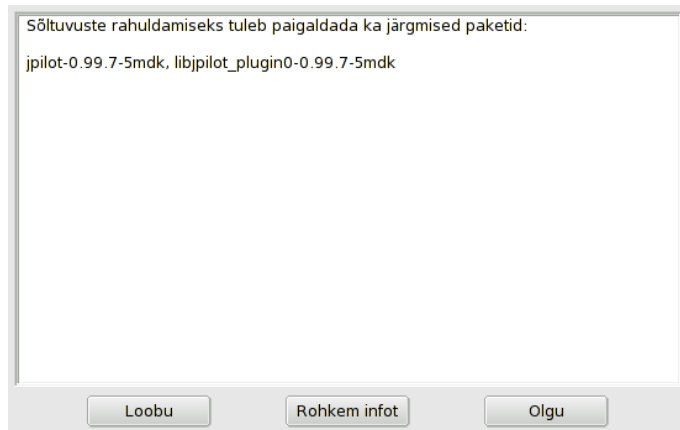 Sõltuvuste rahuldamiseks tuleb paigaldada ka järgmised paketid:
jpilot-0.99.7-5mdk, libjpilot_plugin0-0.99.7-5mdk
Loobu
Rohkem infot
Olgu